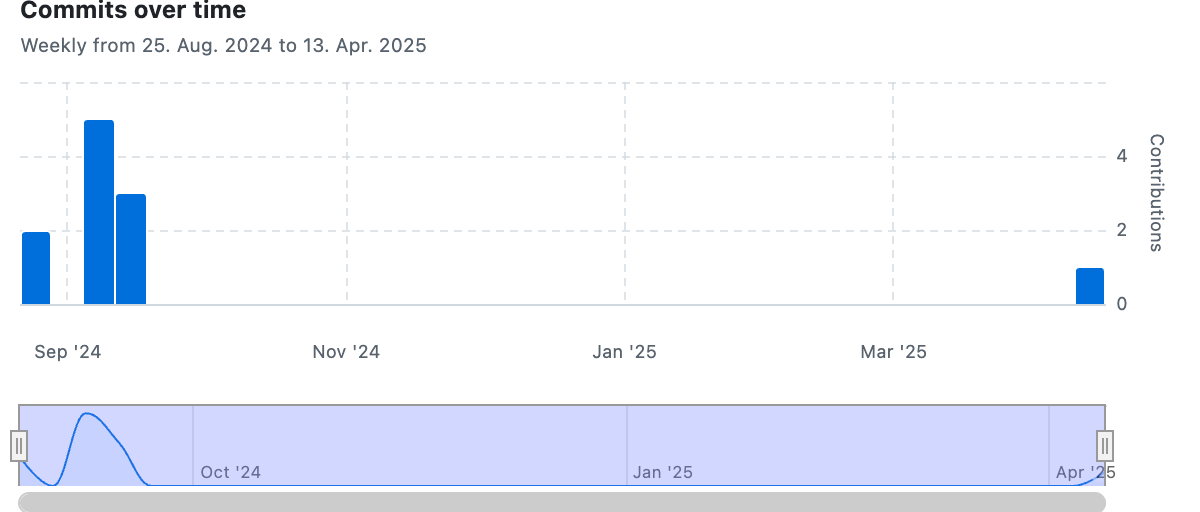 Commits over time
Weekly from 25. Aug. 2024 to 13. Apr. 2025
4
2
0
Contributions
Sep '24 Nov '24 Jan '25 Mar '25
Oct '24 Jan '25 Apr '25